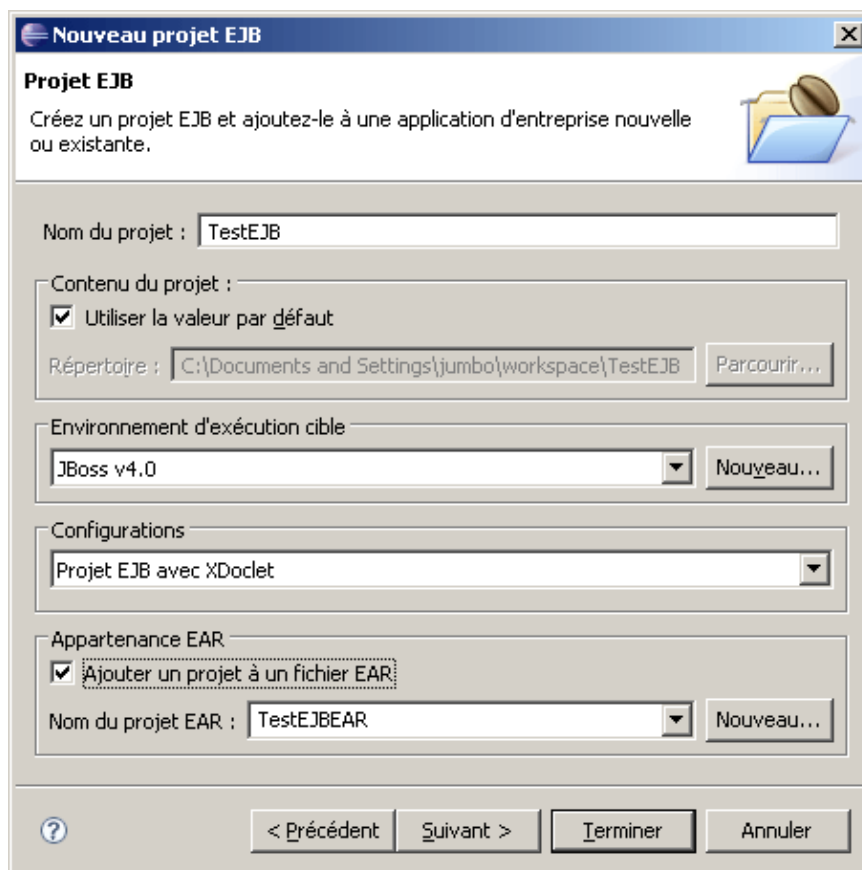 Nouveau projet EJB
Projet EJB
Créez un projet EJB et ajoutez-le à une application d'entreprise nouvelle
ou existante.
Nom du projet : TestEJB
Contenu du projet :
Utiliser la valeur par défaut
Répertoire : C:\Documents and Settings\jumbo\workspace\TestEJB Parcourir...
Environnement d'exécution cible
JBoss v4.0 Nouveau...
Configurations
Projet EJB avec XDoclet
Appartenance EAR
Ajouter un projet à un fichier EAR
Nom du projet EAR : TestEJBEAR Nouveau...
? < Précédent Suivant > Terminer Annuler